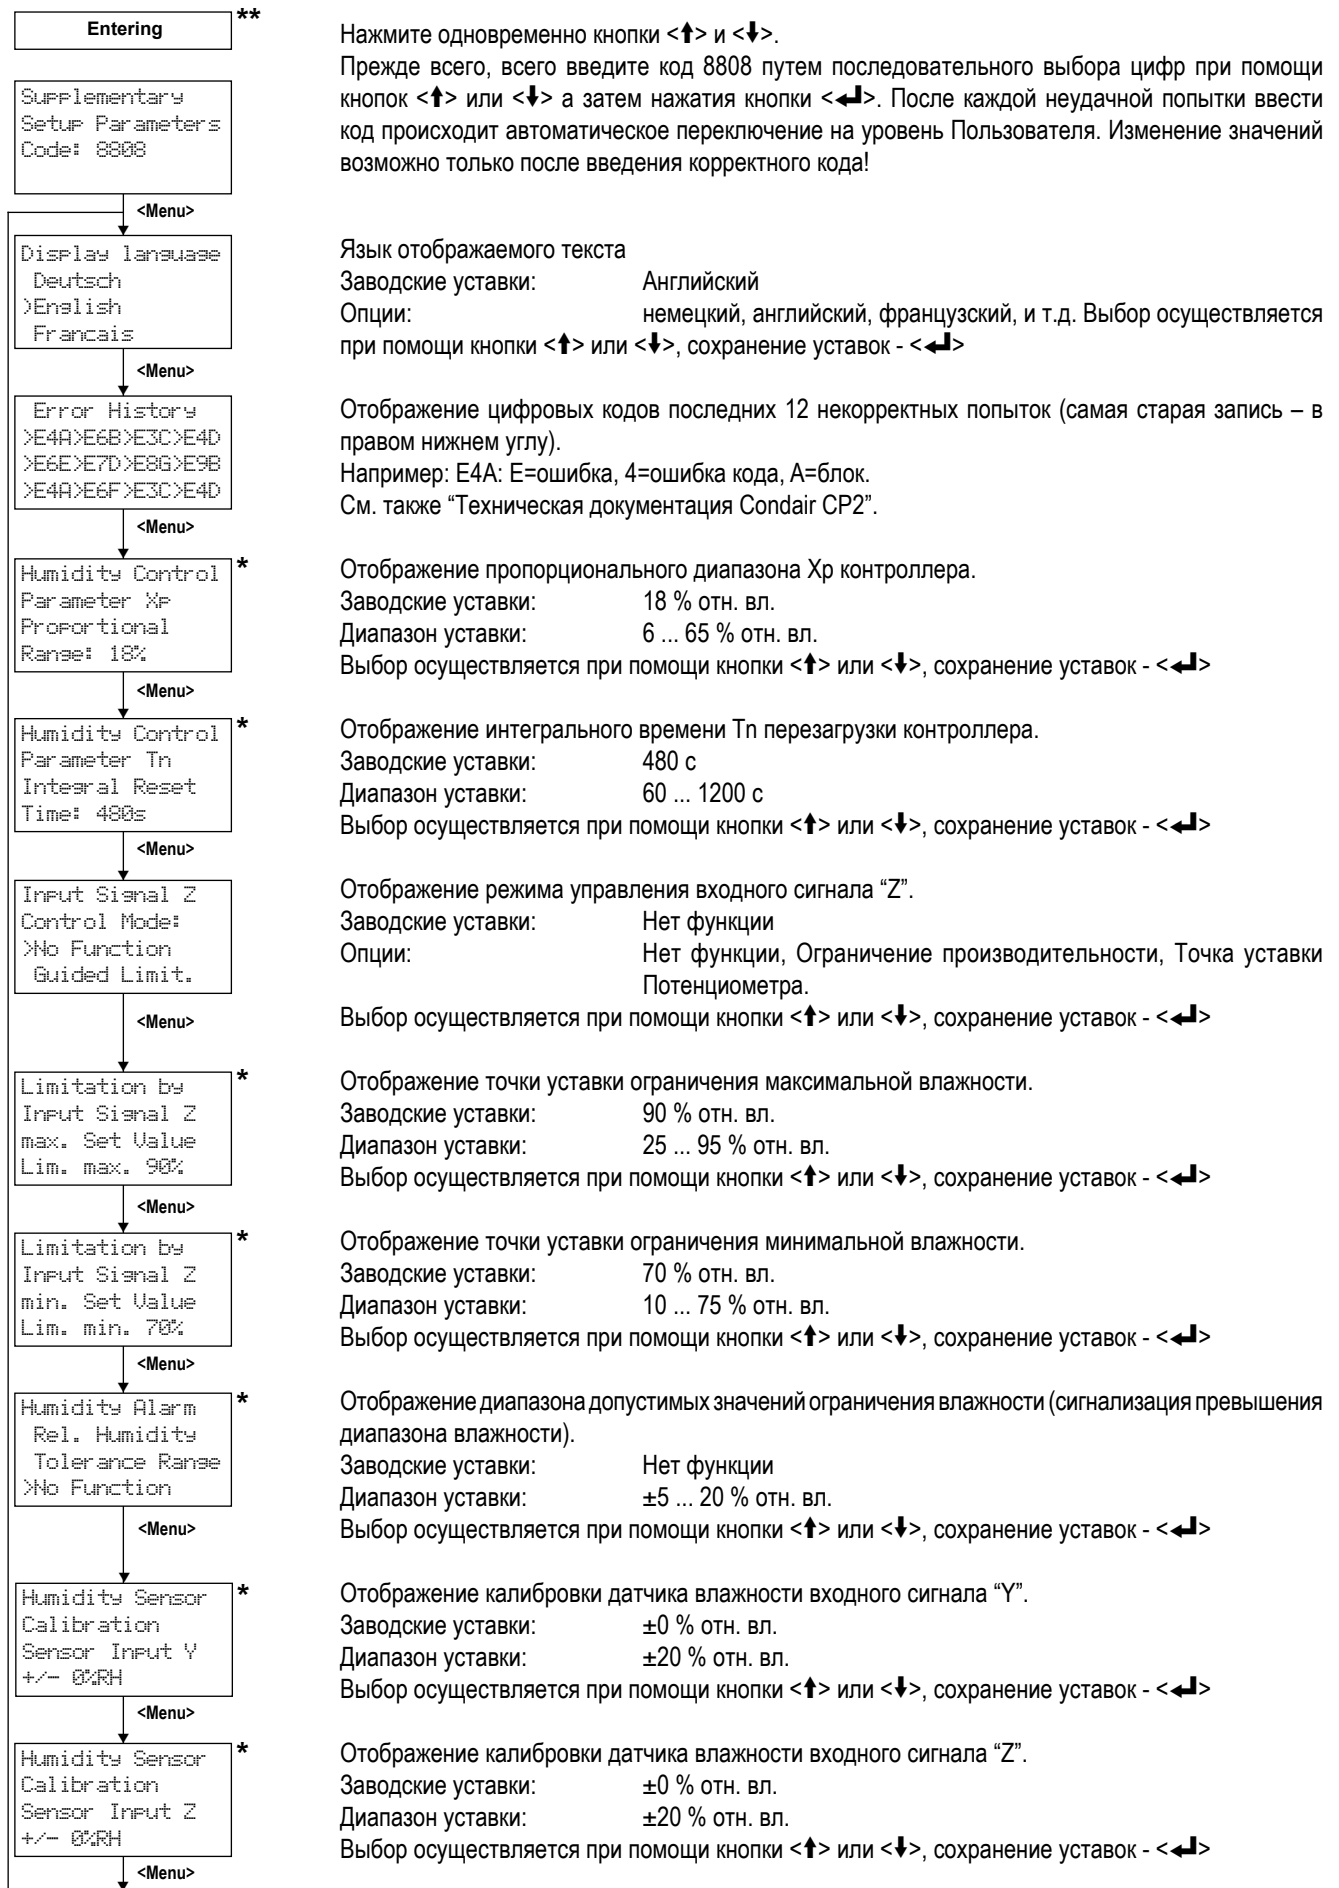 Entering **
Нажмите одновременно кнопки <⬆> и <⬇>.
Прежде всего, всего введите код 8808 путем последовательного выбора цифр при помощи
кнопок <⬆> или <⬇> а затем нажатия кнопки <↵>. После каждой неудачной попытки ввести
код происходит автоматическое переключение на уровень Пользователя. Изменение значений
возможно только после введения корректного кода!
Supplementary
Setup Parameters
Code: 8808
<Menu>
Display language
Deutsch
>English
Francais
Язык отображаемого текста
Заводские уставки: Английский
Опции: немецкий, английский, французский, и т.д. Выбор осуществляется
при помощи кнопки <⬆> или <⬇>, сохранение уставок - <↵>
<Menu>
Error History
>E4A>E6B>E3C>E4D
>E6E>E7D>E8G>E9B
>E4A>E6F>E3C>E4D
Отображение цифровых кодов последних 12 некорректных попыток (самая старая запись – в
правом нижнем углу).
Например: E4A: E=ошибка, 4=ошибка кода, A=блок.
См. также “Техническая документация Condair CP2”.
<Menu>
Humidity Control *
Parameter Xp
Proportional
Range: 18%
Отображение пропорционального диапазона Xp контроллера.
Заводские уставки: 18 % отн. вл.
Диапазон уставки: 6 ... 65 % отн. вл.
Выбор осуществляется при помощи кнопки <⬆> или <⬇>, сохранение уставок - <↵>
<Menu>
Humidity Control *
Parameter Tn
Integral Reset
Time: 480s
Отображение интегрального времени Tn перезагрузки контроллера.
Заводские уставки: 480 с
Диапазон уставки: 60 ... 1200 с
Выбор осуществляется при помощи кнопки <⬆> или <⬇>, сохранение уставок - <↵>
<Menu>
Input Signal Z
Control Mode:
>No Function
Guided Limit.
Отображение режима управления входного сигнала “Z”.
Заводские уставки: Нет функции
Опции: Нет функции, Ограничение производительности, Точка уставки
Потенциометра.
Выбор осуществляется при помощи кнопки <⬆> или <⬇>, сохранение уставок - <↵>
<Menu>
Limitation by *
Input Signal Z
max. Set Value
Lim. max. 90%
Отображение точки уставки ограничения максимальной влажности.
Заводские уставки: 90 % отн. вл.
Диапазон уставки: 25 ... 95 % отн. вл.
Выбор осуществляется при помощи кнопки <⬆> или <⬇>, сохранение уставок - <↵>
<Menu>
Limitation by *
Input Signal Z
min. Set Value
Lim. min. 70%
Отображение точки уставки ограничения минимальной влажности.
Заводские уставки: 70 % отн. вл.
Диапазон уставки: 10 ... 75 % отн. вл.
Выбор осуществляется при помощи кнопки <⬆> или <⬇>, сохранение уставок - <↵>
<Menu>
Humidity Alarm *
Rel. Humidity
Tolerance Range
>No Function
Отображение диапазона допустимых значений ограничения влажности (сигнализация превышения
диапазона влажности).
Заводские уставки: Нет функции
Диапазон уставки: ±5 ... 20 % отн. вл.
Выбор осуществляется при помощи кнопки <⬆> или <⬇>, сохранение уставок - <↵>
<Menu>
Humidity Sensor *
Calibration
Sensor Input Y
+/- 0%RH
Отображение калибровки датчика влажности входного сигнала “Y”.
Заводские уставки: ±0 % отн. вл.
Диапазон уставки: ±20 % отн. вл.
Выбор осуществляется при помощи кнопки <⬆> или <⬇>, сохранение уставок - <↵>
<Menu>
Humidity Sensor *
Calibration
Sensor Input Z
+/- 0%RH
Отображение калибровки датчика влажности входного сигнала “Z”.
Заводские уставки: ±0 % отн. вл.
Диапазон уставки: ±20 % отн. вл.
Выбор осуществляется при помощи кнопки <⬆> или <⬇>, сохранение уставок - <↵>
<Menu>